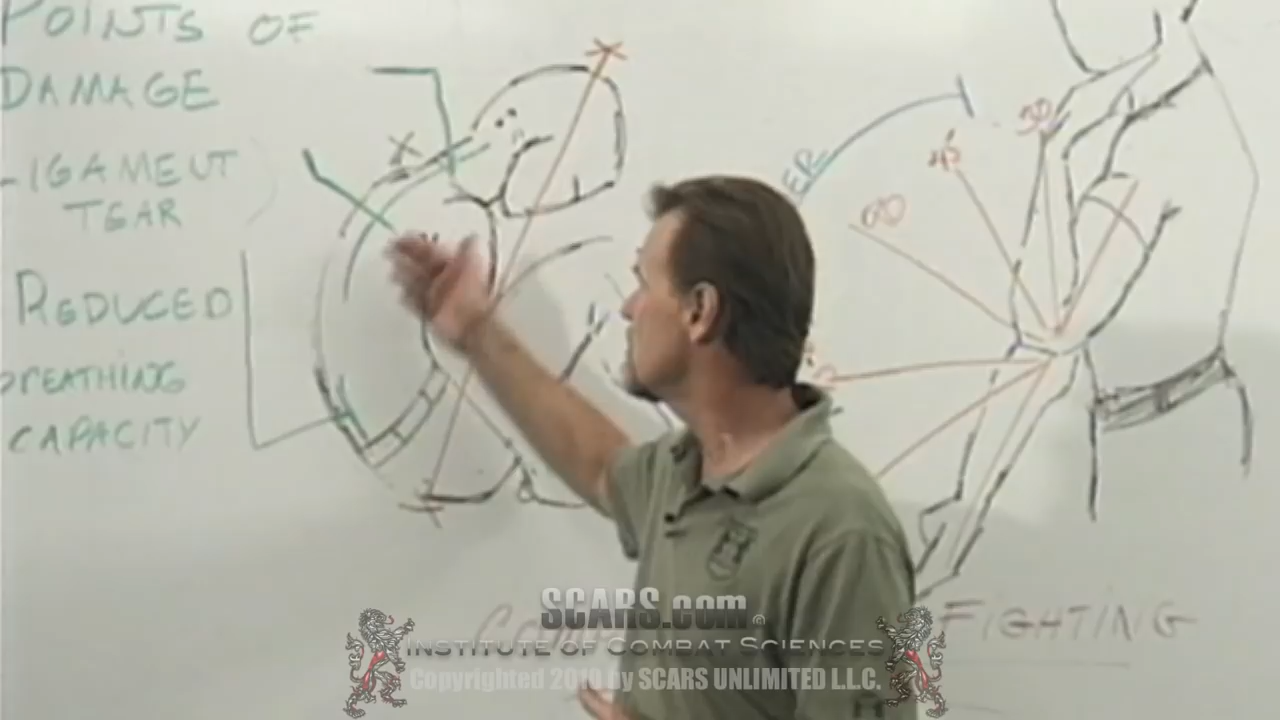 POINTS OF
DAMAGE
LIGAMENT
TEAR
REDUCED
BREATHING
CAPACITY
X
ER
60
45
30
FIGHTING
SCARS.com
INSTITUTE OF COMBAT SCIENCES
Copyrighted 2010 by SCARS UNLIMITED L.L.C.